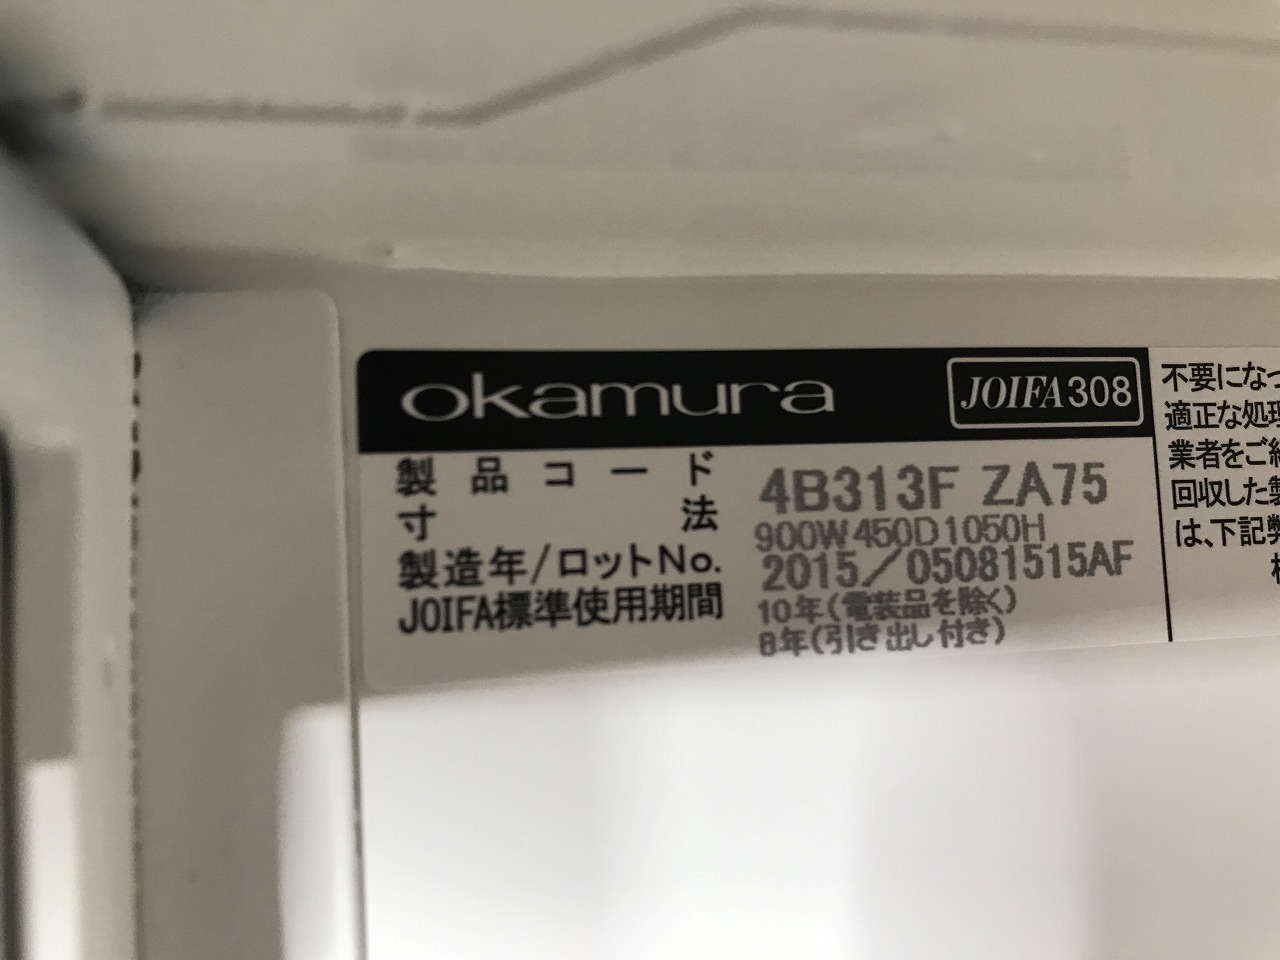 okamura JOIFA308
製品コード 4B313F ZA75
寸法 900W450D1050H
製造年/ロットNo. 2015/05081515AF
JOIFA標準使用期間 10年(電装品を除く)
8年(引き出し付き)
不要になっ
適正な処理
業者をご
回収した製
は、下記弊